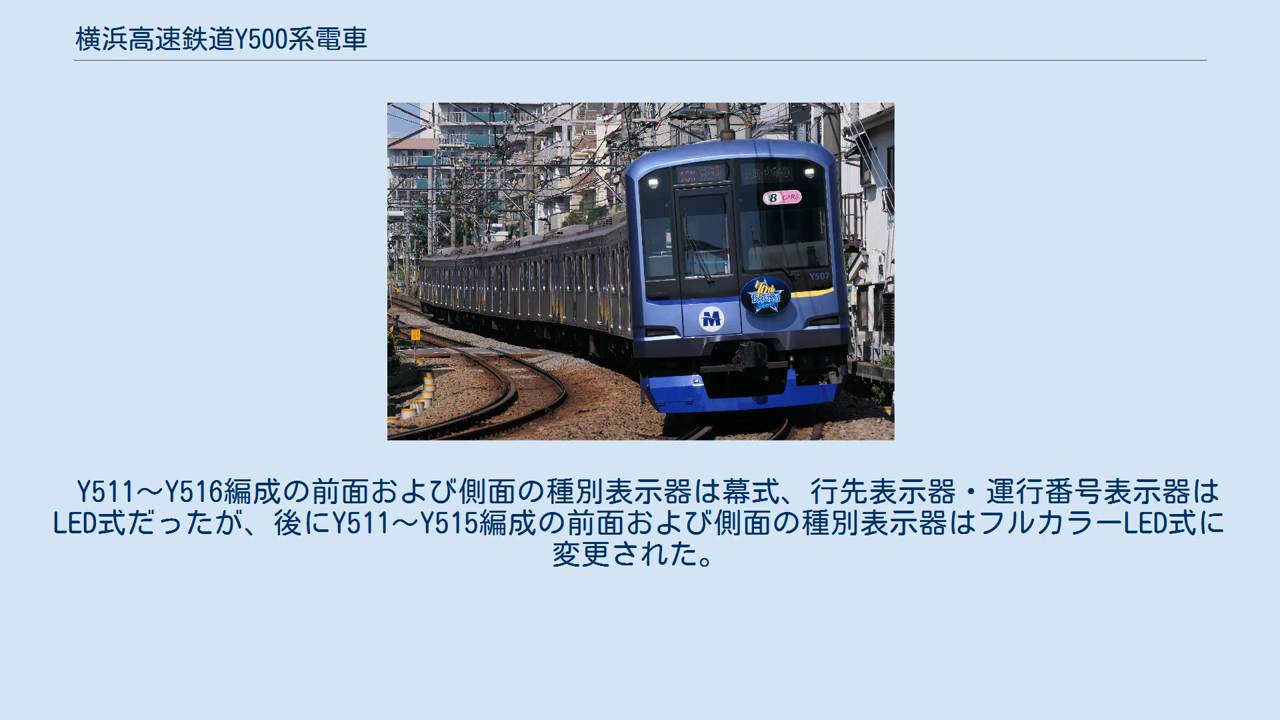 横浜高速鉄道Y500系電車
8 CARS
Y507
M
Y511～Y516編成の前面および側面の種別表示器は幕式、行先表示器・運行番号表示器は
LED式だったが、後にY511～Y515編成の前面および側面の種別表示器はフルカラーLED式に
変更された。